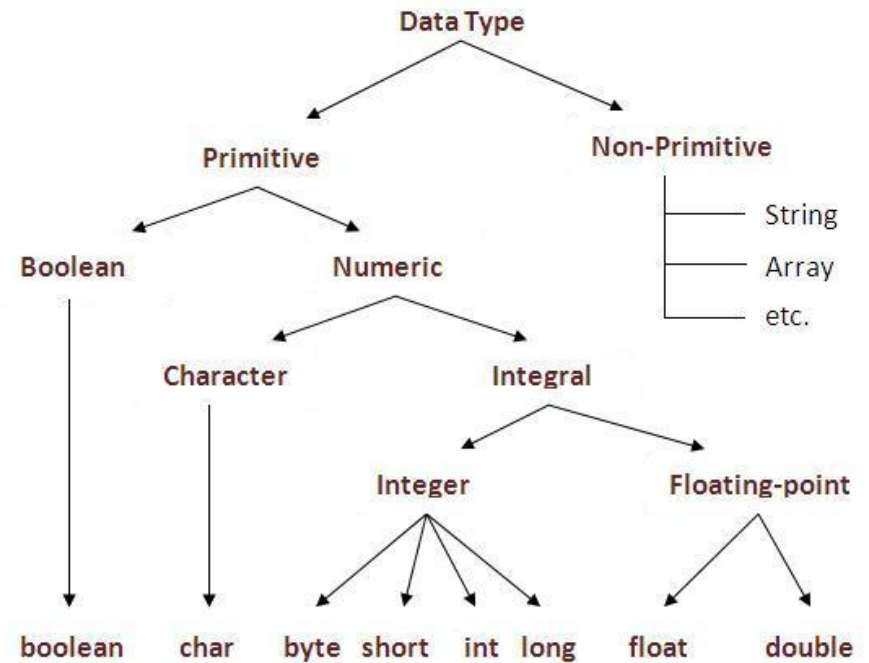 Data Type
Primitive
Non-Primitive
String
Array
etc.
Boolean
Numeric
Character
Integral
Integer
Floating-point
boolean
char
byte
short
int
long
float
double